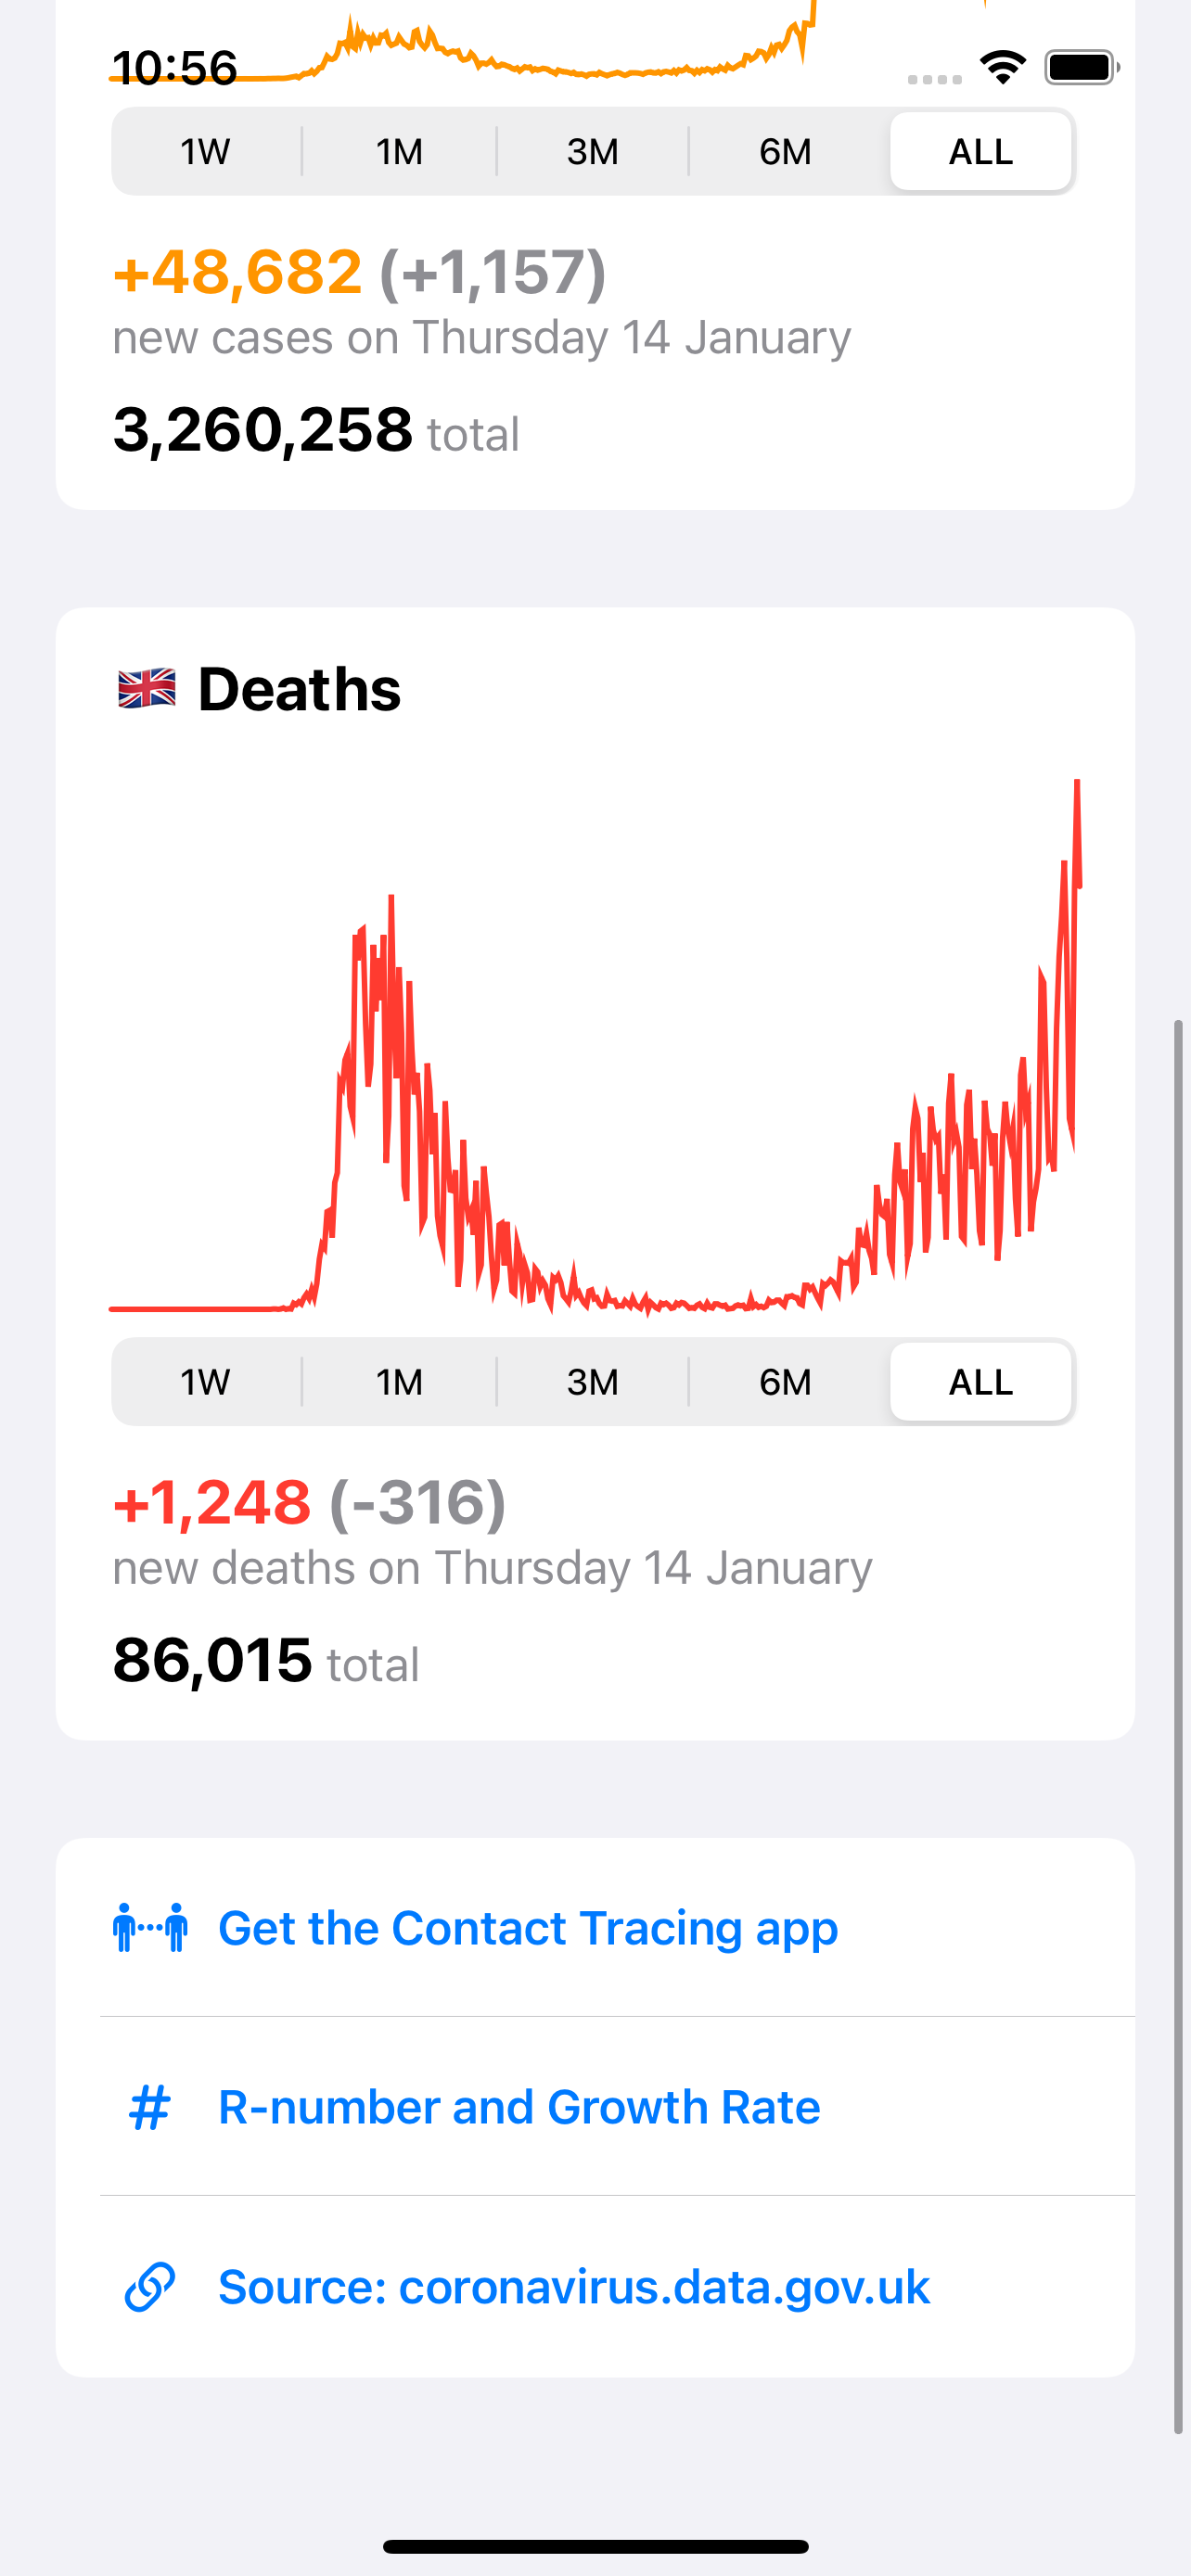 10:56
1W 1M 3M 6M ALL
+48,682 (+1,157)
new cases on Thursday 14 January
3,260,258 total
Deaths
1W 1M 3M 6M ALL
+1,248 (-316)
new deaths on Thursday 14 January
86,015 total
Get the Contact Tracing app
# R-number and Growth Rate
Source: coronavirus.data.gov.uk